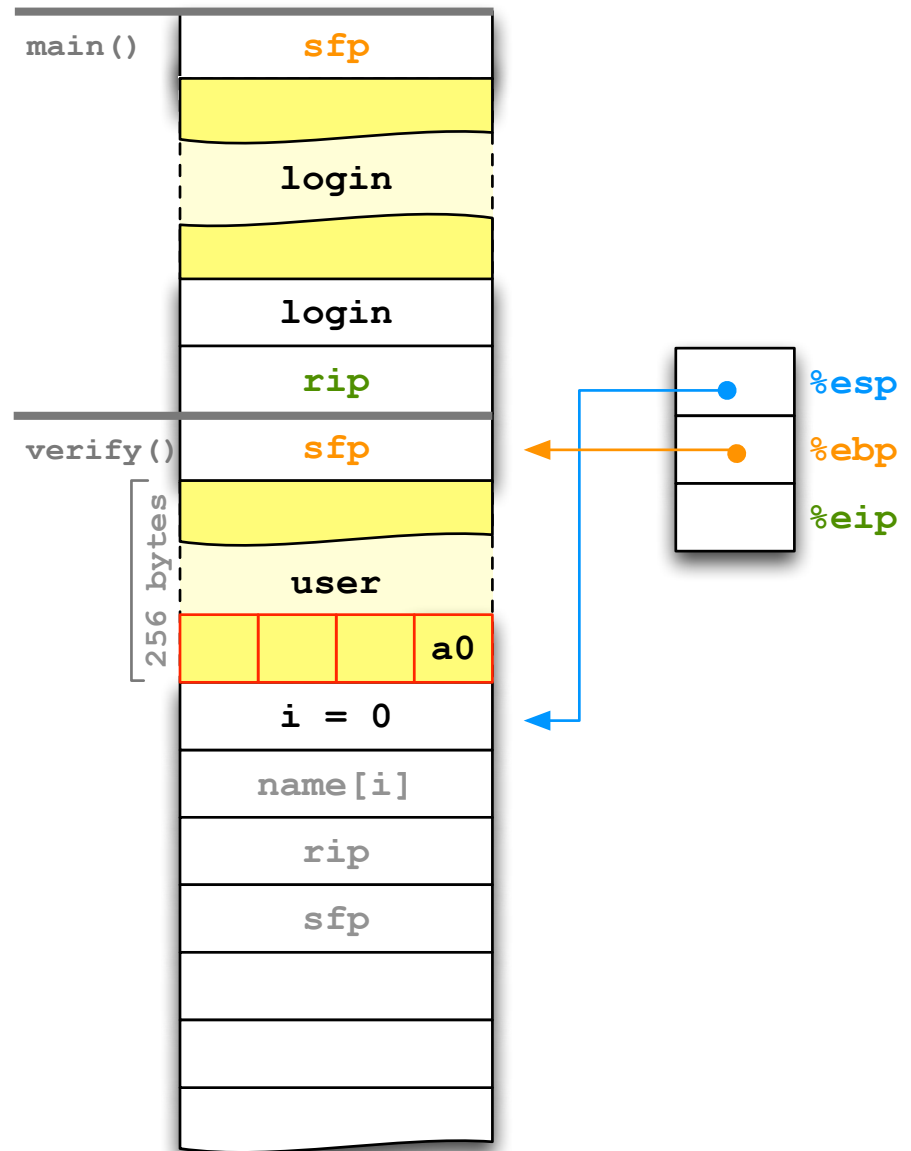 main()
sfp
login
login
rip
%esp
verify()
sfp
%ebp
%eip
256 bytes
user
a0
i = 0
name[i]
rip
sfp